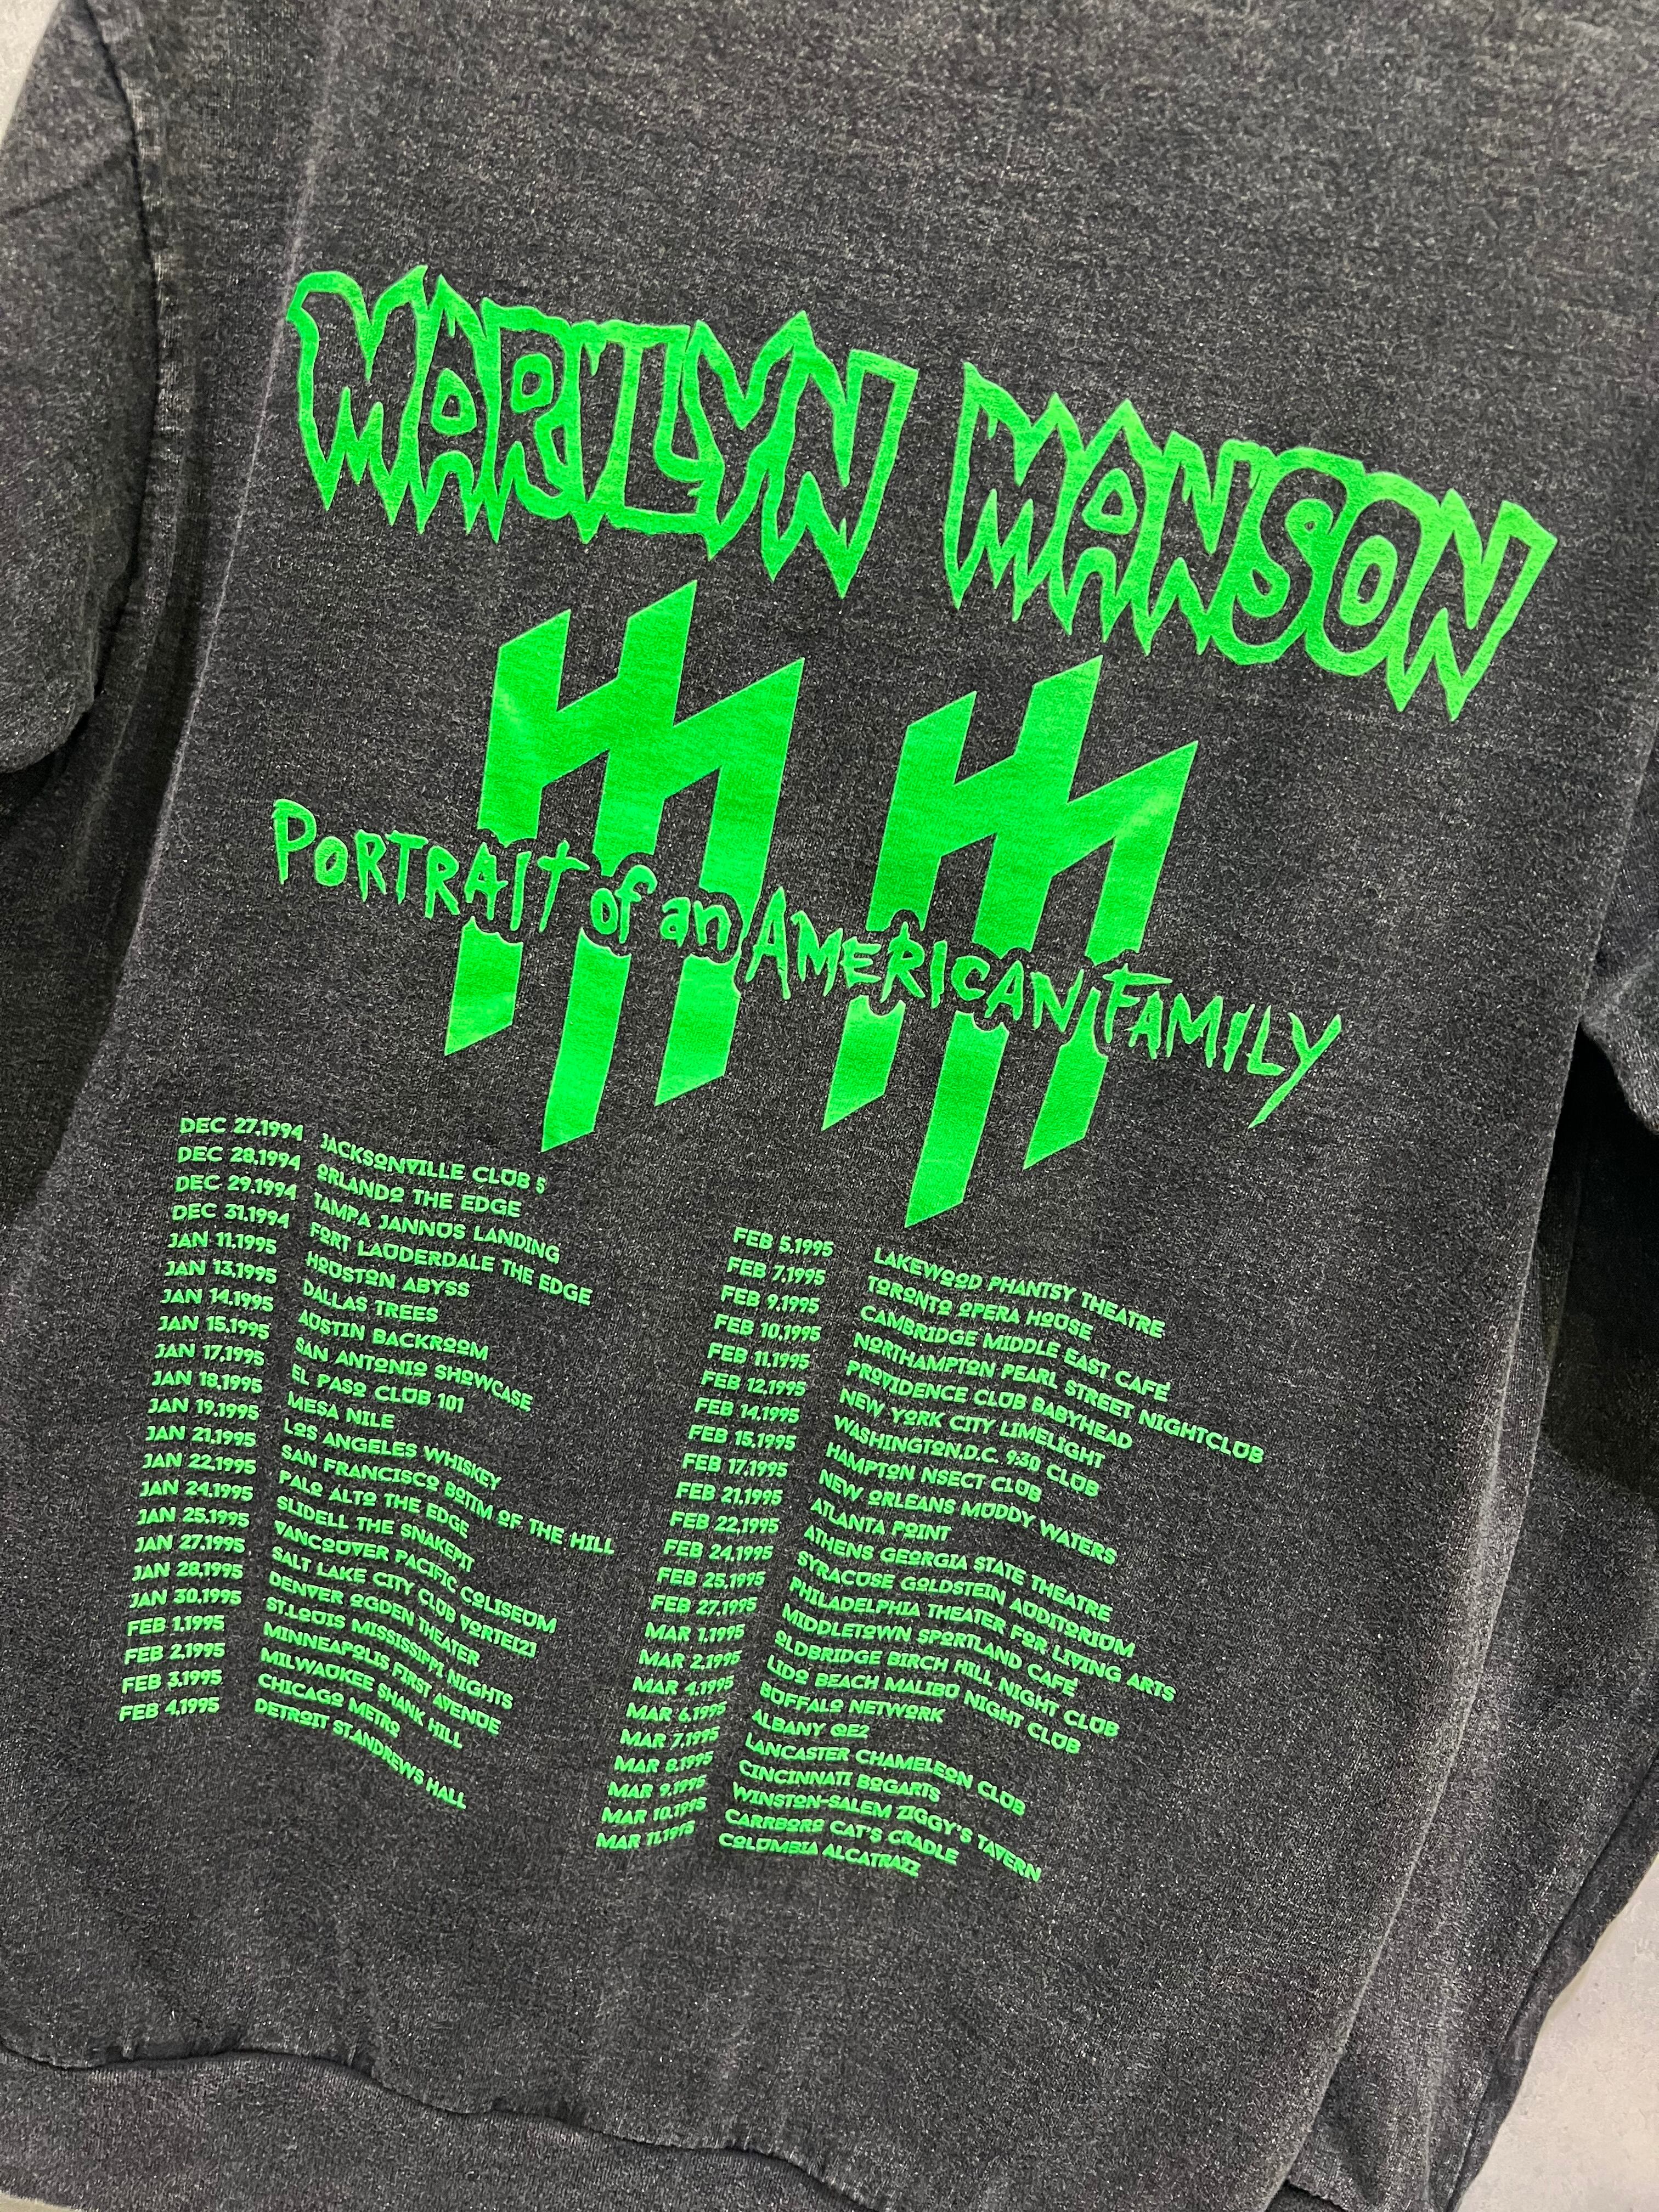 MARILYN MANSON
PORTRAIT of an AMERICAN FAMILY
DEC 27,1994 JACKSONVILLE CLUB 5
DEC 28,1994 ORLANDO THE EDGE
DEC 29,1994 TAMPA JANNUS LANDING
DEC 31,1994 FORT LAUDERDALE THE EDGE
JAN 11,1995 HOUSTON ABYSS
JAN 13,1995 DALLAS TREES
JAN 14,1995 AUSTIN BACKROOM
JAN 15,1995 SAN ANTONIO SHOWCASE
JAN 17,1995 EL PASO CLUB 101
JAN 18,1995 MESA NILE
JAN 19,1995 LOS ANGELES WHISKEY
JAN 21,1995 SAN FRANCISCO BOTIM OF THE HILL
JAN 22,1995 PALO ALTO THE EDGE
JAN 24,1995 SLIDELL THE SNAKEPIT
JAN 25,1995 VANCOUVER PACIFIC COLISEUM
JAN 27,1995 SALT LAKE CITY CLUB VORTE[2]
JAN 28,1995 DENVER OGDEN THEATER
JAN 30,1995 ST.LOUIS MISSISSIPPI NIGHTS
FEB 1,1995 MINNEAPOLIS FIRST AVENUE
FEB 2,1995 MILWAUKEE SHANK HILL
FEB 3,1995 CHICAGO METRO
FEB 4,1995 DETROIT ST.ANDREWS HALL
FEB 5,1995 LAKEWOOD PHANTSY THEATRE
FEB 7,1995 TORONTO OPERA HOUSE
FEB 9,1995 CAMBRIDGE MIDDLE EAST CAFÉ
FEB 10,1995 NORTHAMPTON PEARL STREET NIGHTCLUB
FEB 11,1995 PROVIDENCE CLUB BABYHEAD
FEB 12,1995 NEW YORK CITY LIMELIGHT
FEB 14,1995 WASHINGTON,D.C. 9:30 CLUB
FEB 15,1995 HAMPTON NSECT CLUB
FEB 17,1995 NEW ORLEANS MUDDY WATERS
FEB 21,1995 ATLANTA POINT
FEB 22,1995 ATHENS GEORGIA STATE THEATRE
FEB 24,1995 SYRACUSE GOLDSTEIN AUDITORIUM
FEB 25,1995 PHILADELPHIA THEATER FOR LIVING ARTS
FEB 27,1995 MIDDLETOWN SPORTLAND CAFÉ
MAR 1,1995 OLDBRIDGE BIRCH HILL NIGHT CLUB
MAR 2,1995 LIDO BEACH MALIBU NIGHT CLUB
MAR 4,1995 BUFFALO NETWORK
MAR 6,1995 ALBANY QE2
MAR 7,1995 LANCASTER CHAMELEON CLUB
MAR 8,1995 CINCINNATI BOGARTS
MAR 9,1995 WINSTON-SALEM ZIGGY'S TAVERN
MAR 10,1995 CARRBORO CAT'S CRADLE
MAR 11,1995 COLUMBIA ALCATRAZZ